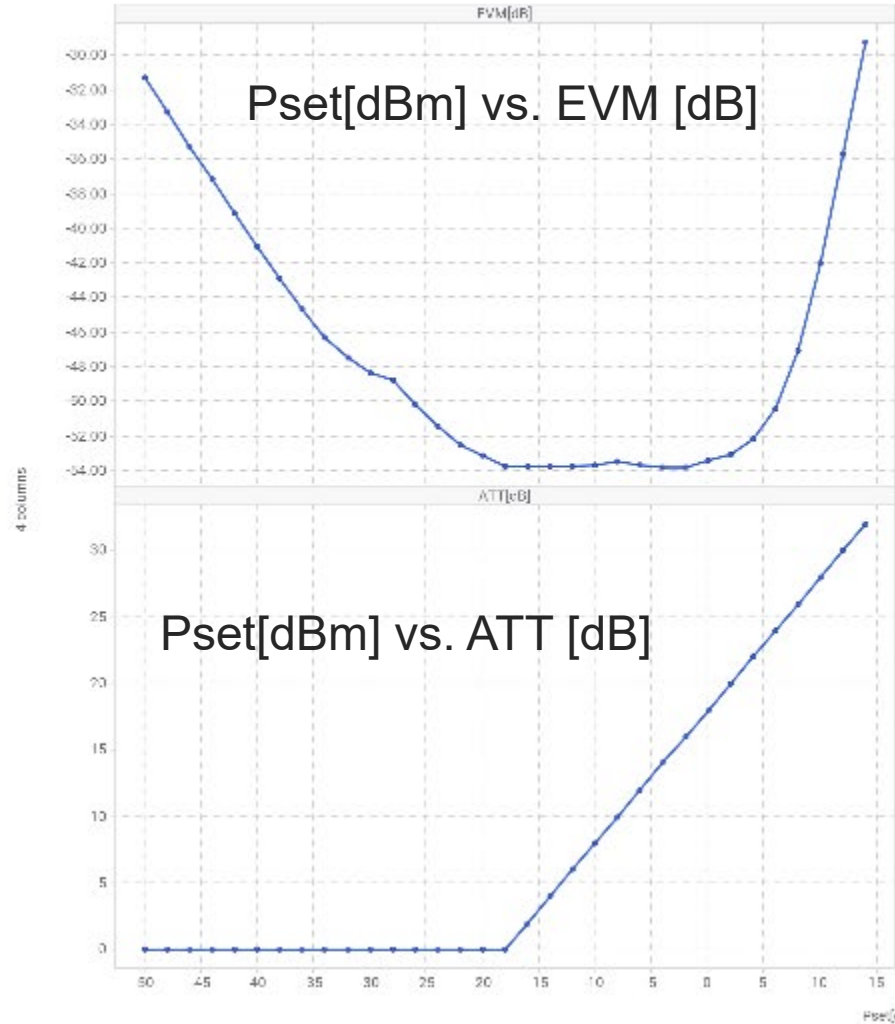 EVM[dB]
Pset[dBm] vs. EVM [dB]
-30.00
-32.00
-34.00
-36.00
-38.00
-40.00
-42.00
-44.00
-46.00
-48.00
-50.00
-52.00
-54.00
4 columns
ATT[dB]
Pset[dBm] vs. ATT [dB]
30
25
20
15
10
5
0
50 45 40 35 30 25 20 15 10 5 0 5 10 15
Pset[